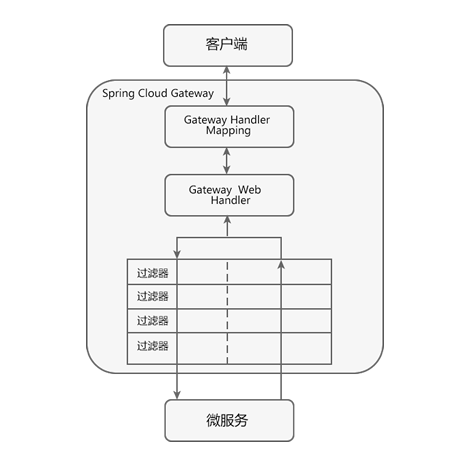 客户端
Spring Cloud Gateway
Gateway Handler
Mapping
Gateway Web
Handler
过滤器
过滤器
过滤器
过滤器
微服务